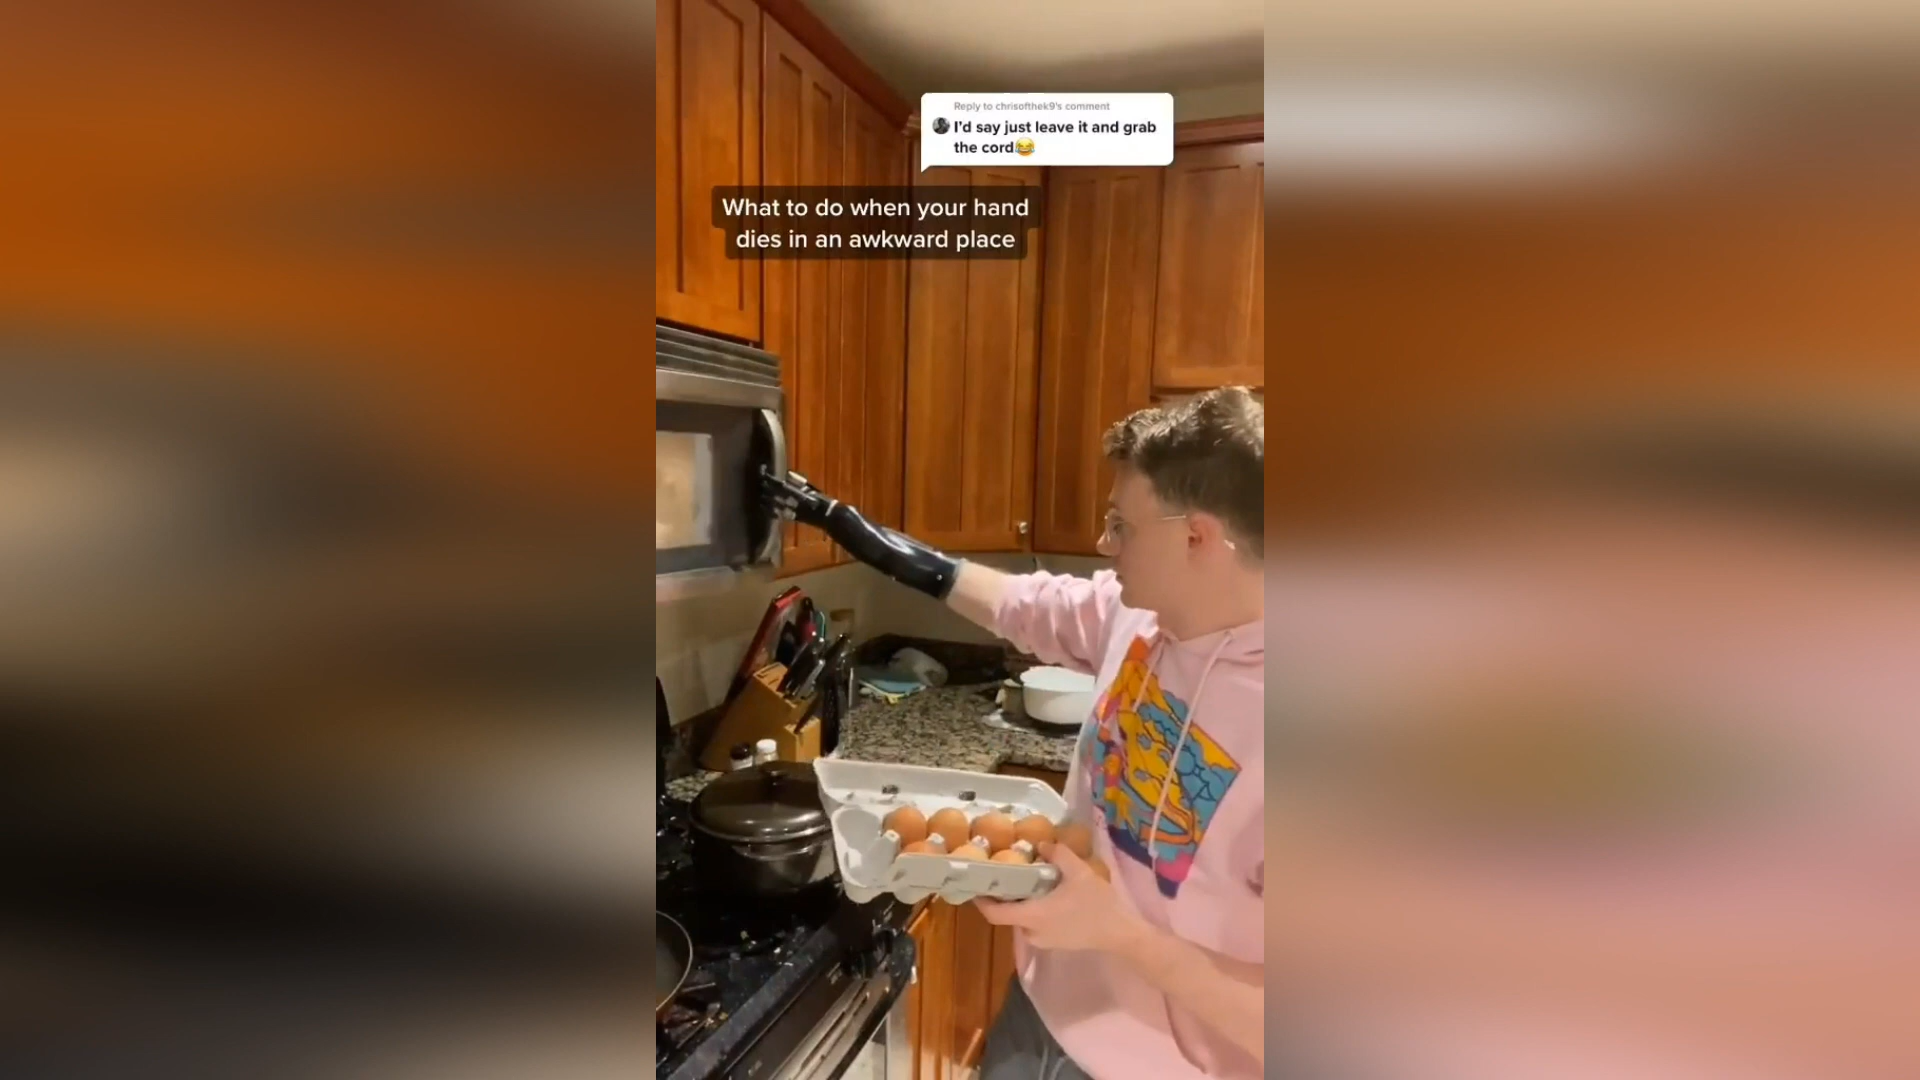 Reply to chrisofthek9's comment
I'd say just leave it and grab
the cord😂
What to do when your hand
dies in an awkward place